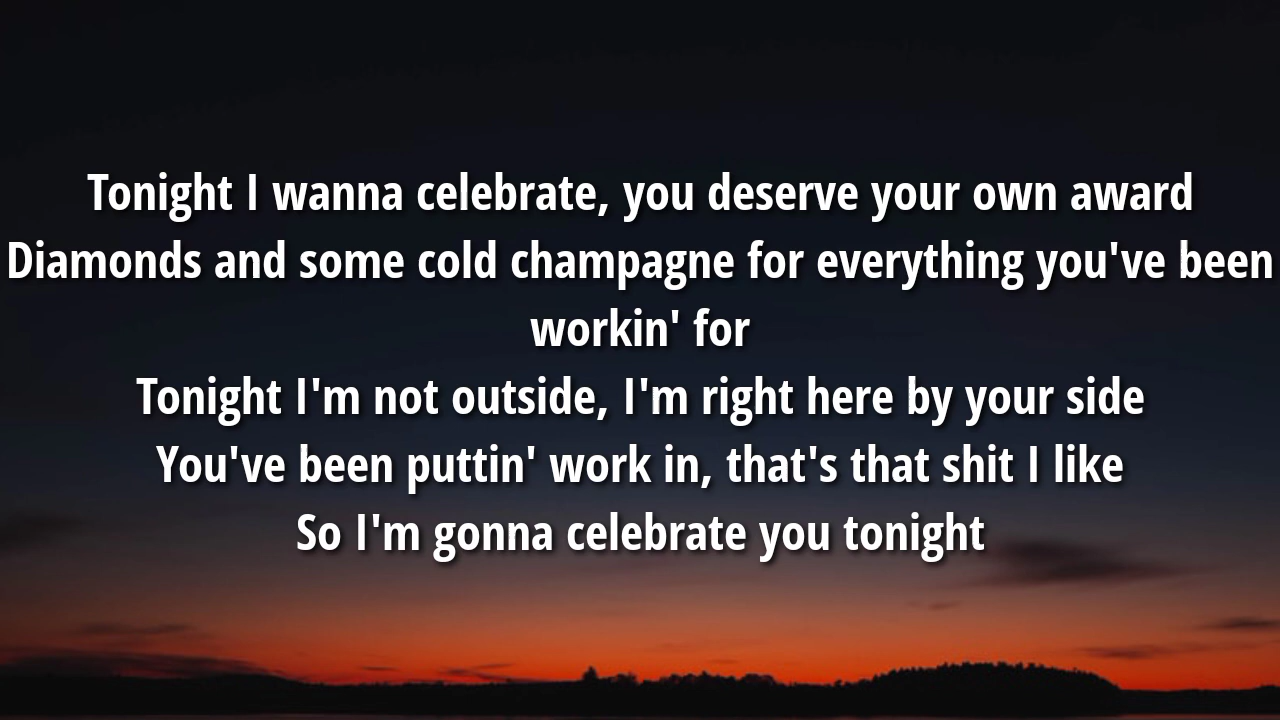 Tonight I wanna celebrate, you deserve your own award
Diamonds and some cold champagne for everything you've been
workin' for
Tonight I'm not outside, I'm right here by your side
You've been puttin' work in, that's that shit I like
So I'm gonna celebrate you tonight